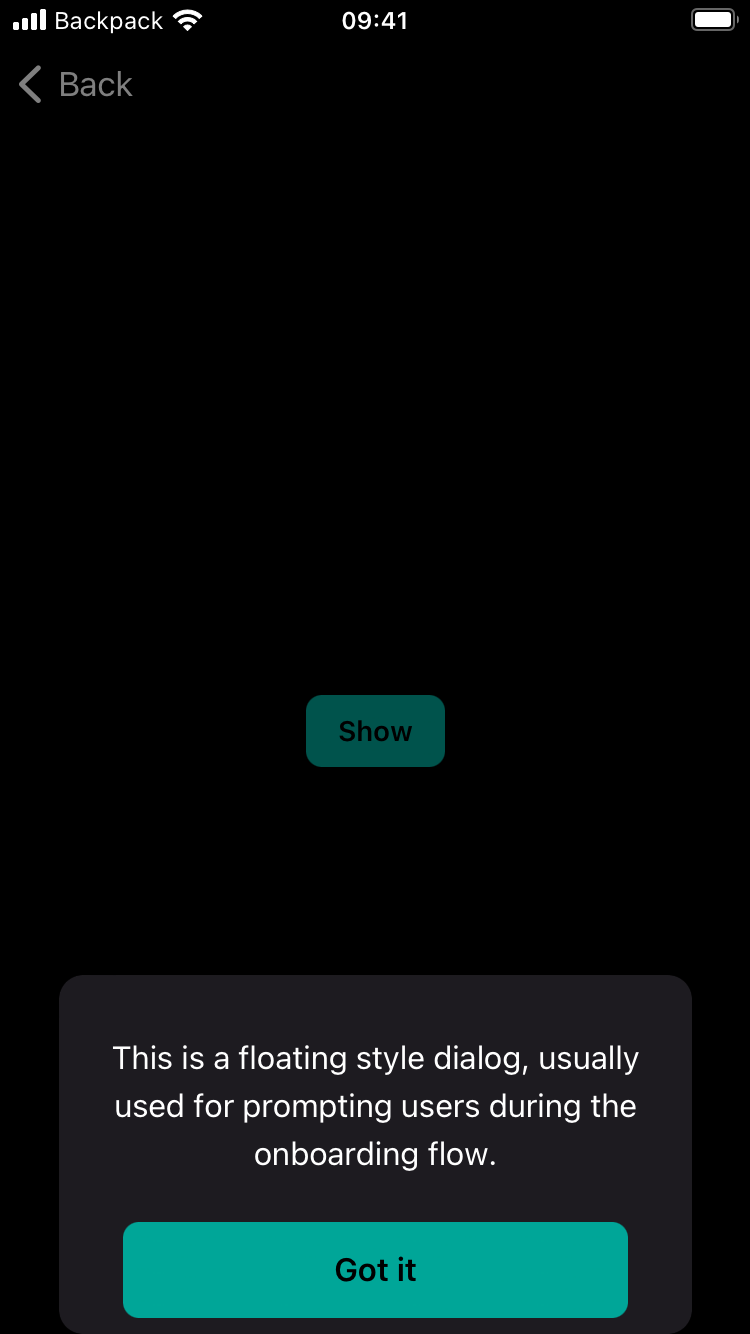 Backpack 09:41
Back
Show
This is a floating style dialog, usually
used for prompting users during the
onboarding flow.
Got it